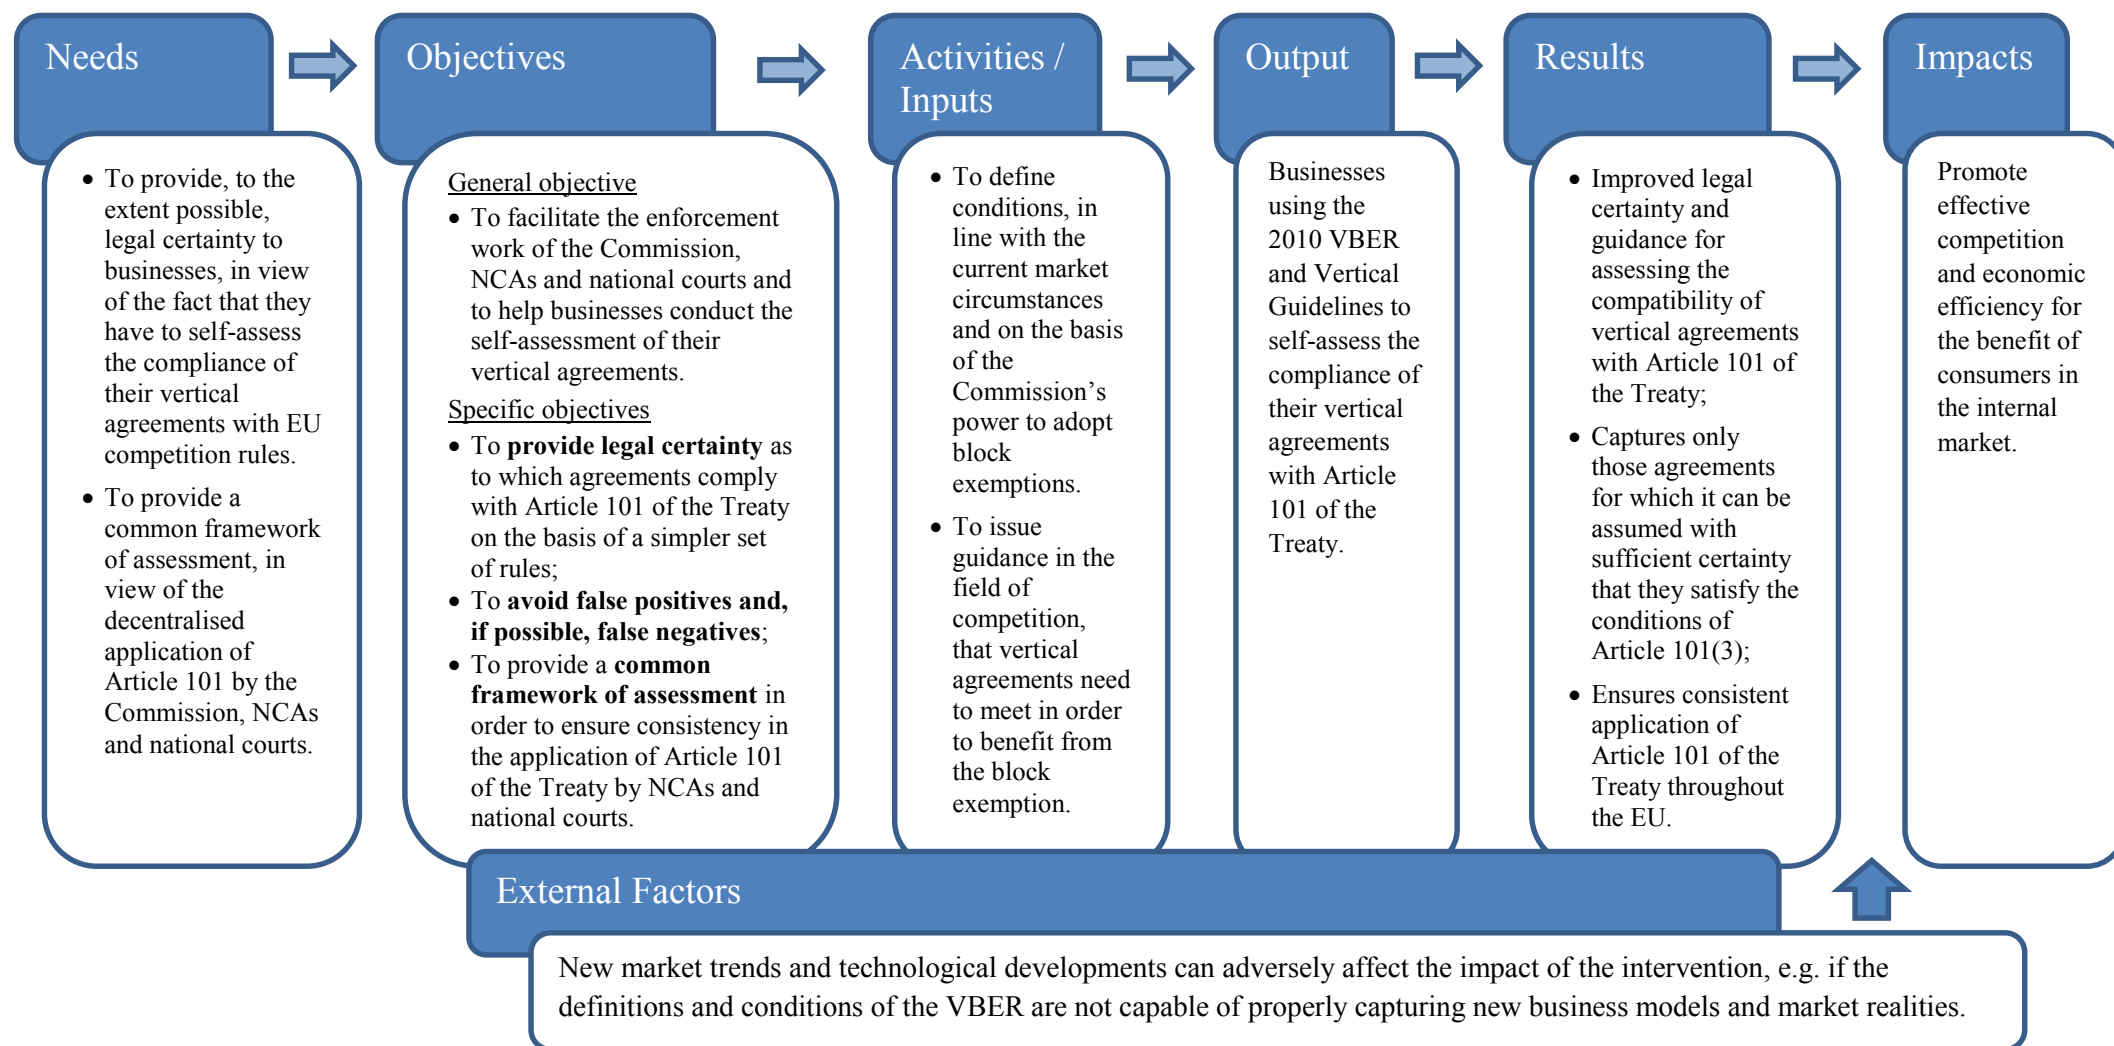 Needs
• To provide, to the
extent possible,
legal certainty to
businesses, in view
of the fact that they
have to self-assess
the compliance of
their vertical
agreements with EU
competition rules.
• To provide a
common framework
of assessment, in
view of the
decentralised
application of
Article 101 by the
Commission, NCAs
and national courts.
Objectives
General objective
• To facilitate the enforcement
work of the Commission,
NCAs and national courts and
to help businesses conduct the
self-assessment of their
vertical agreements.
Specific objectives
• To provide legal certainty as
to which agreements comply
with Article 101 of the Treaty
on the basis of a simpler set
of rules;
• To avoid false positives and,
if possible, false negatives;
• To provide a common
framework of assessment in
order to ensure consistency in
the application of Article 101
of the Treaty by NCAs and
national courts.
Activities /
Inputs
• To define
conditions, in
line with the
current market
circumstances
and on the basis
of the
Commission’s
power to adopt
block
exemptions.
• To issue
guidance in the
field of
competition,
that vertical
agreements need
to meet in order
to benefit from
the block
exemption.
Output
Businesses
using the
2010 VBER
and Vertical
Guidelines to
self-assess the
compliance of
their vertical
agreements
with Article
101 of the
Treaty.
Results
• Improved legal
certainty and
guidance for
assessing the
compatibility of
vertical agreements
with Article 101 of
the Treaty;
• Captures only
those agreements
for which it can be
assumed with
sufficient certainty
that they satisfy the
conditions of
Article 101(3);
• Ensures consistent
application of
Article 101 of the
Treaty throughout
the EU.
Impacts
Promote
effective
competition
and economic
efficiency for
the benefit of
consumers in
the internal
market.
External Factors
New market trends and technological developments can adversely affect the impact of the intervention, e.g. if the
definitions and conditions of the VBER are not capable of properly capturing new business models and market realities.